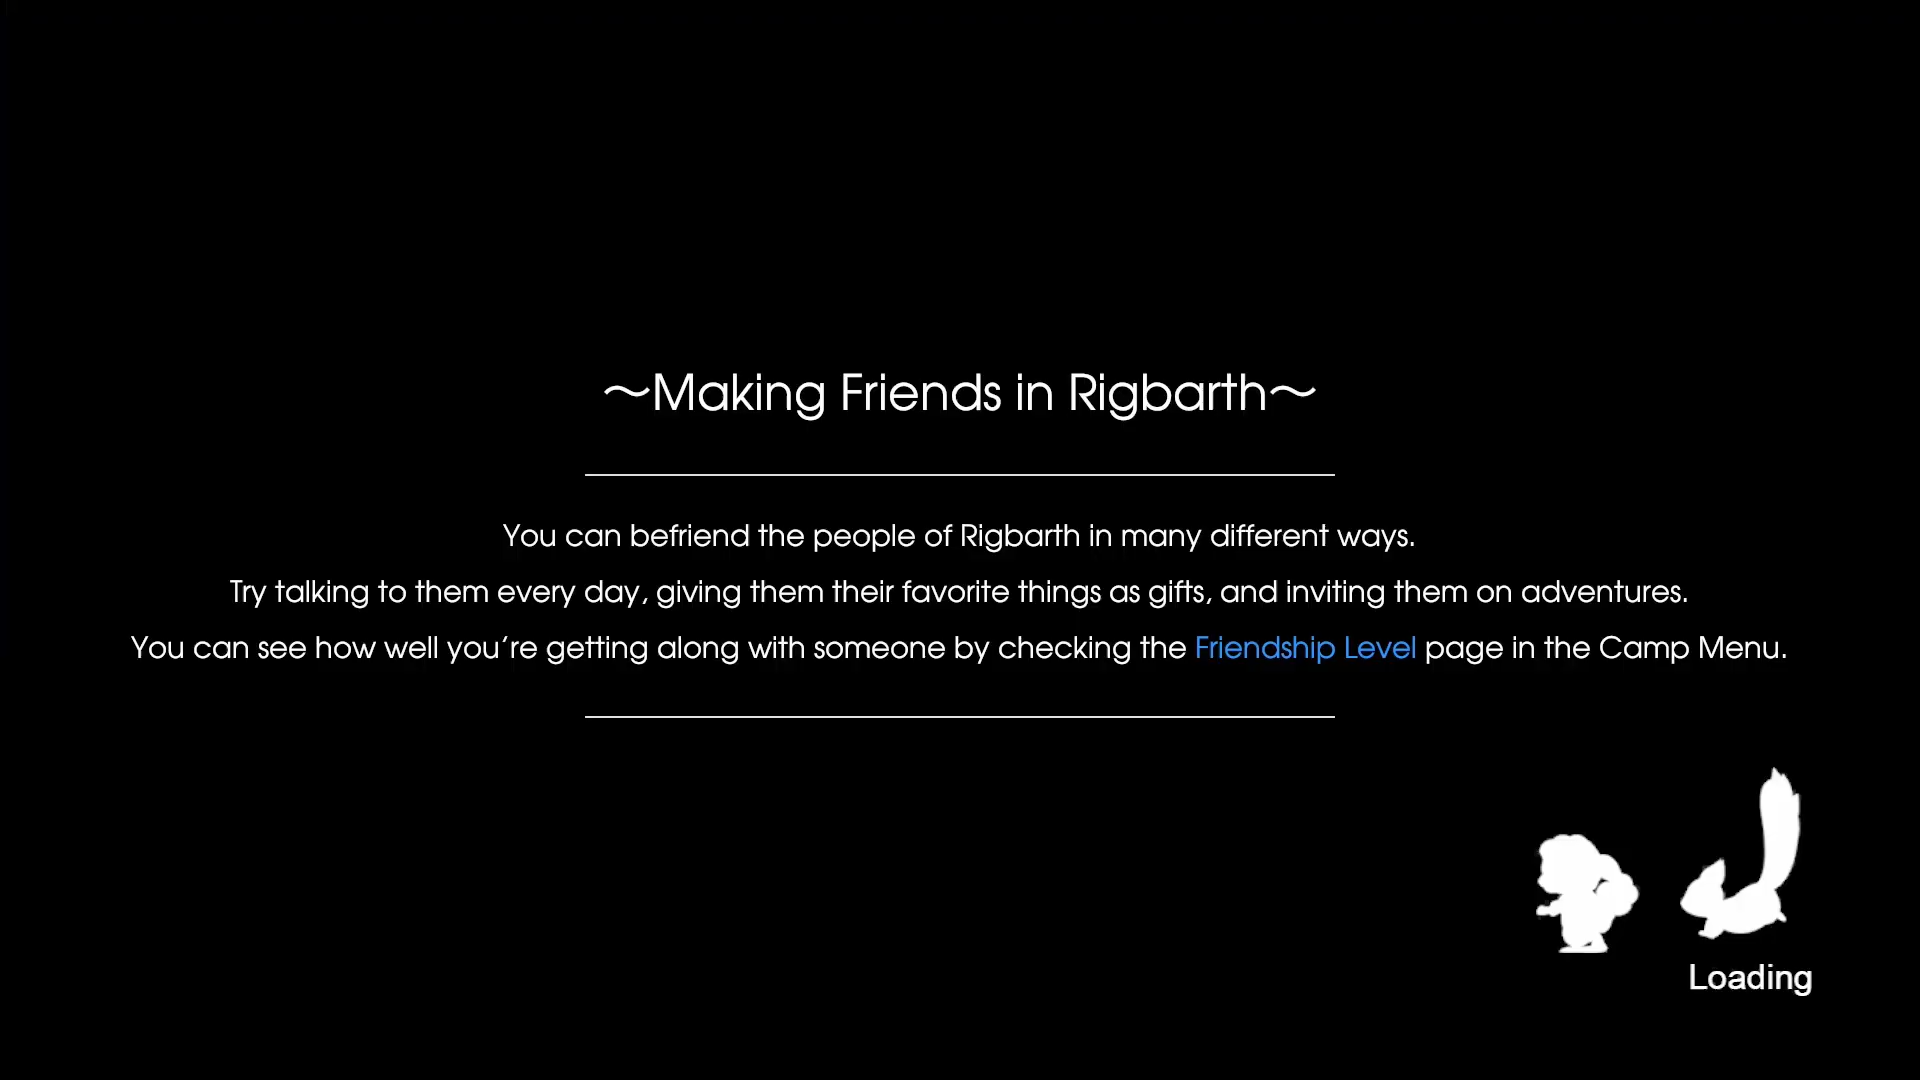 ～Making Friends in Rigbarth～
You can befriend the people of Rigbarth in many different ways.
Try talking to them every day, giving them their favorite things as gifts, and inviting them on adventures.
You can see how well you’re getting along with someone by checking the Friendship Level page in the Camp Menu.
Loading